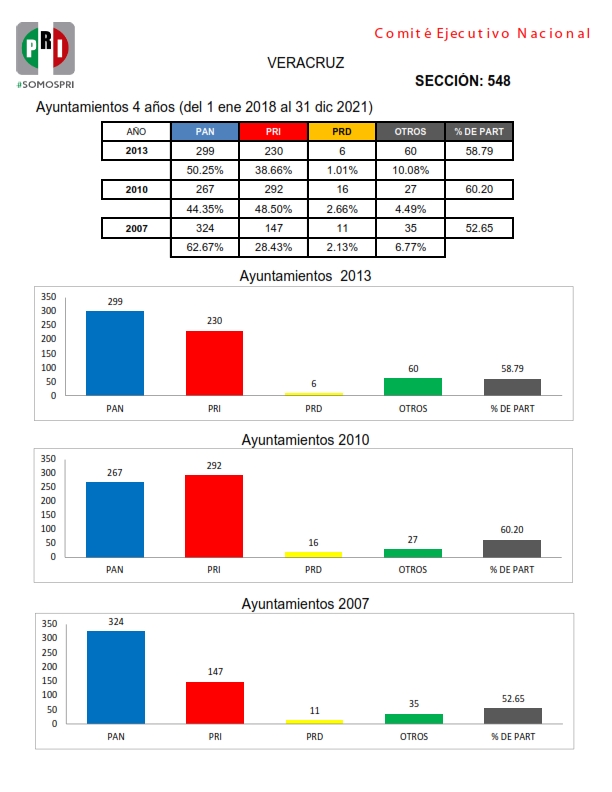 Comité Ejecutivo Nacional
PRI
#SOMOSPRI
VERACRUZ
SECCIÓN: 548
Ayuntamientos 4 años (del 1 ene 2018 al 31 dic 2021)
AÑO PAN PRI PRD OTROS % DE PART
2013 299 230 6 60 58.79
50.25% 38.66% 1.01% 10.08%
2010 267 292 16 27 60.20
44.35% 48.50% 2.66% 4.49%
2007 324 147 11 35 52.65
62.67% 28.43% 2.13% 6.77%
Ayuntamientos 2013
350
300
250
200
150
100
50
0
299 230 6 60 58.79
PAN PRI PRD OTROS % DE PART
Ayuntamientos 2010
350
300
250
200
150
100
50
0
267 292 16 27 60.20
PAN PRI PRD OTROS % DE PART
Ayuntamientos 2007
350
300
250
200
150
100
50
0
324 147 11 35 52.65
PAN PRI PRD OTROS % DE PART